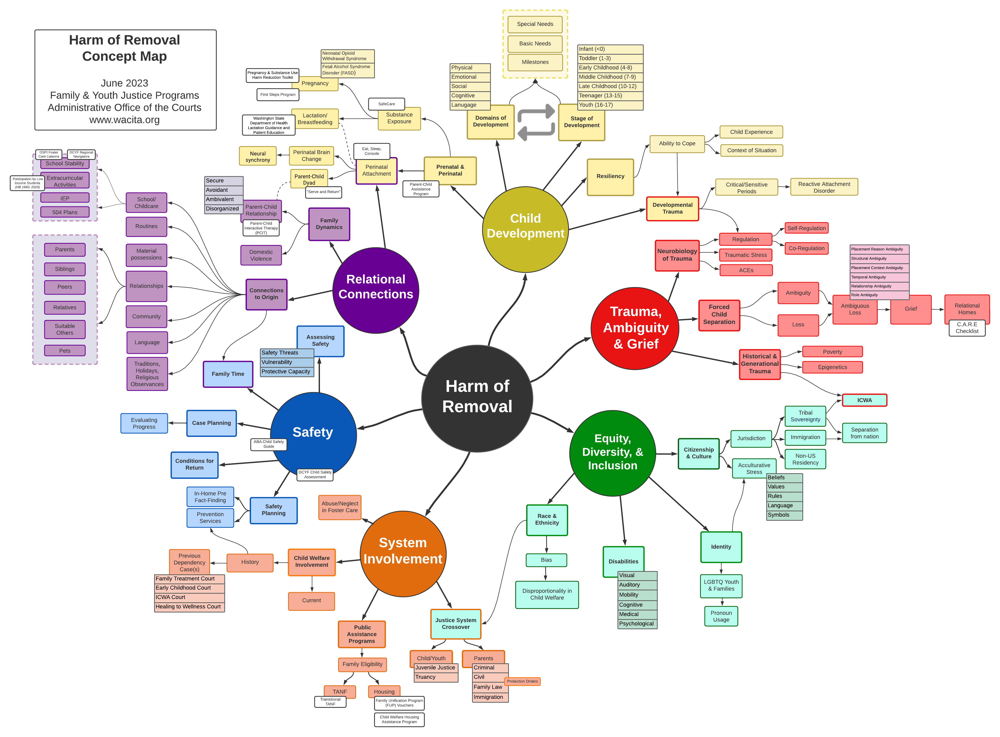 Harm of Removal
Concept Map
June 2023
Family & Youth Justice Programs
Administrative Office of the Courts
www.wacita.org
Special Needs
Basic Needs
Milestones
Physical
Emotional
Social
Cognitive
Lanugage
Infant (<0)
Toddler (1-3)
Early Childhood (4-8)
Middle Childhood (7-9)
Late Childhood (10-12)
Teenager (13-15)
Youth (16-17)
Domains of
Development
Stage of
Development
Neonatal Opioid
Withdrawal Syndrome
Fetal Alcohol Syndrome
Disroder (FASD)
Pregnancy & Substance Use
Harm Reduction Toolkit
Pregnancy
First Steps Program
SafeCare
Substance
Exposure
Lactation/
Breastfeeding
Washington State
Department of Health
Lactation Guidance and
Patient Education
Neural
synchrony
Perinatal Brain
Change
Eat, Sleep,
Console
Perinatal
Attachment
Prenatal &
Perinatal
Parent-Child
Assistance
Program
Parent-Child
Dyad
"Serve and Return"
Child
Development
Resiliency
Ability to Cope
Child Experience
Context of Situation
Developmental
Trauma
Critical/Sensitive
Periods
Reactive Attachment
Disorder
Secure
Avoidant
Ambivalent
Disorganized
Parent-Child
Relationship
Parent-Child
Interactive Therapy
(PCIT)
Family
Dynamics
Domestic
Violence
Relational
Connections
Connections
to Origin
OSPI Foster
Care Liaisons
DCYF Regional
Navigators
School Stability
Participation by Low
Income Students
(HB 1660; 2020)
Extracurricular
Activities
IEP
504 Plans
School/
Childcare
Routines
Material
possessions
Relationships
Community
Language
Traditions,
Holidays,
Religious
Observances
Parents
Siblings
Peers
Relatives
Suitable
Others
Pets
Neurobiology
of Trauma
Regulation
Self-Regulation
Co-Regulation
Traumatic Stress
ACEs
Trauma,
Ambiguity
& Grief
Forced
Child
Separation
Ambiguity
Loss
Placement Reason Ambiguity
Structural Ambiguity
Placement Context Ambiguity
Temporal Ambiguity
Relationship Ambiguity
Role Ambiguity
Ambiguous
Loss
Grief
Relational
Homes
C.A.R.E
Checklist
Historical &
Generational
Trauma
Poverty
Epigenetics
ICWA
Harm of
Removal
Assessing
Safety
Safety Threats
Vulnerability
Protective Capacity
Family Time
Safety
ABA Child Safety
Guide
DCYF Child Safety
Assessment
Case Planning
Evaluating
Progress
Conditions for
Return
Safety
Planning
In-Home Pre
Fact-Finding
Prevention
Services
Equity,
Diversity, &
Inclusion
Citizenship
& Culture
Jurisdiction
Tribal
Sovereignty
Immigration
Non-US
Residency
Separation
from nation
Acculturative
Stress
Beliefs
Values
Rules
Language
Symbols
Race &
Ethnicity
Bias
Disproportionality in
Child Welfare
Disabilities
Visual
Auditory
Mobility
Cognitive
Medical
Psychological
Identity
LGBTQ Youth
& Families
Pronoun
Usage
System
Involvement
Abuse/Neglect
in Foster Care
Child Welfare
Involvement
History
Previous
Dependency
Case(s)
Family Treatment Court
Early Childhood Court
ICWA Court
Healing to Wellness Court
Current
Public
Assistance
Programs
Family Eligibility
TANF
Transitional
TANF
Housing
Family Unification Program
(FUP) Vouchers
Child Welfare Housing
Assistance Program
Justice System
Crossover
Child/Youth
Juvenile Justice
Truancy
Parents
Criminal
Civil
Family Law
Immigration
Protection Orders